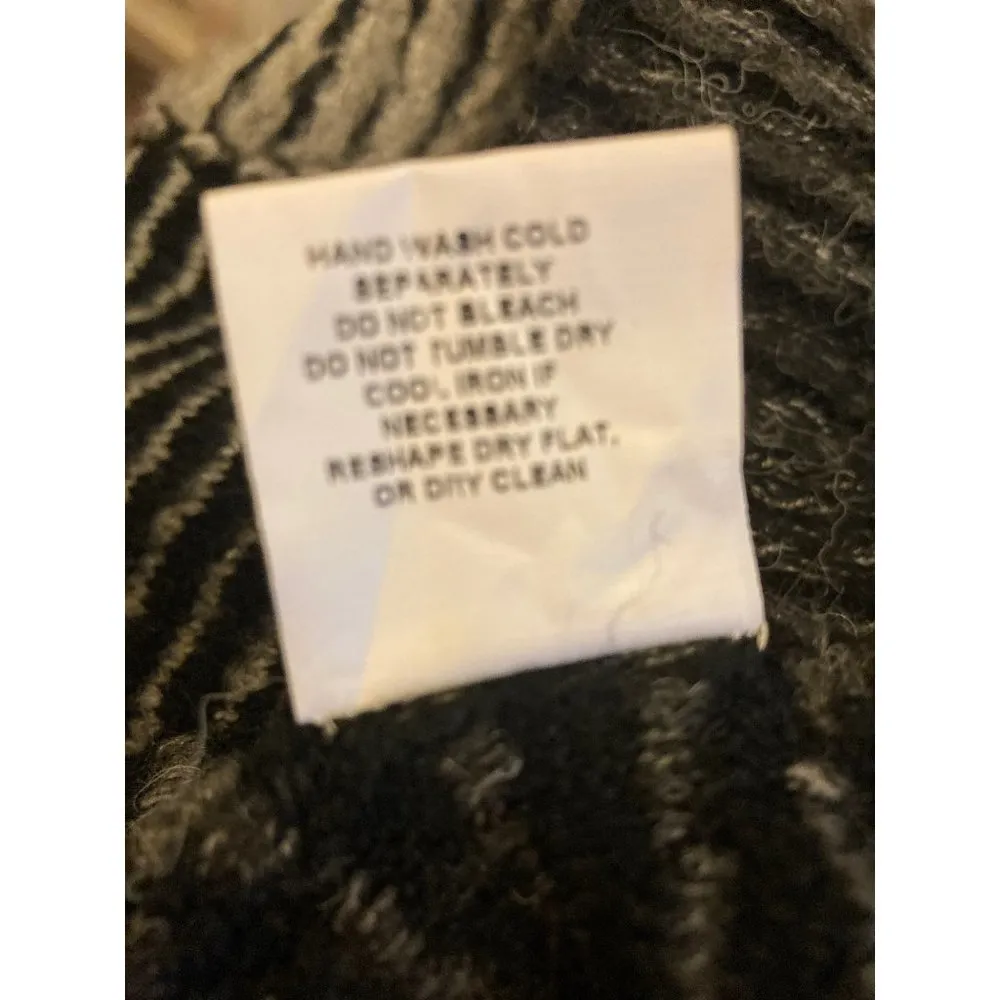 HAND WASH COLD
SEPARATELY
DO NOT BLEACH
DO NOT TUMBLE DRY
COOL IRON IF
NECESSARY
RESHAPE DRY FLAT,
OR DRY CLEAN